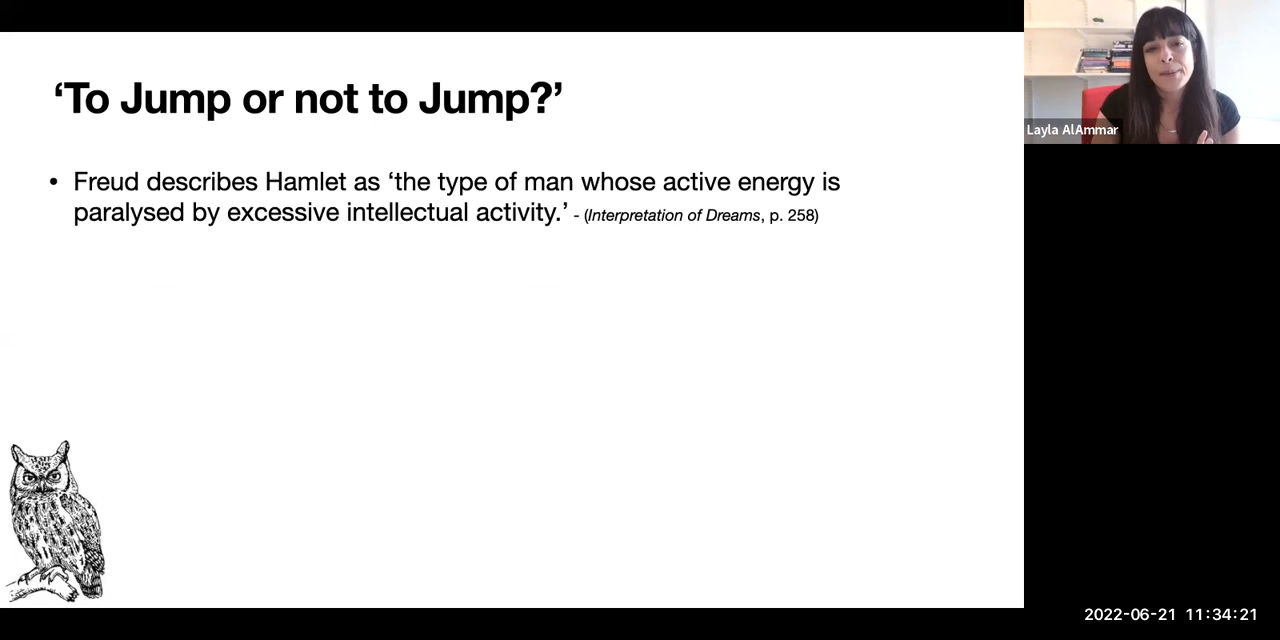 ‘To Jump or not to Jump?’
• Freud describes Hamlet as ‘the type of man whose active energy is
paralysed by excessive intellectual activity.’ - (Interpretation of Dreams, p. 258)
Layla AlAmmar
2022-06-21 11:34:21